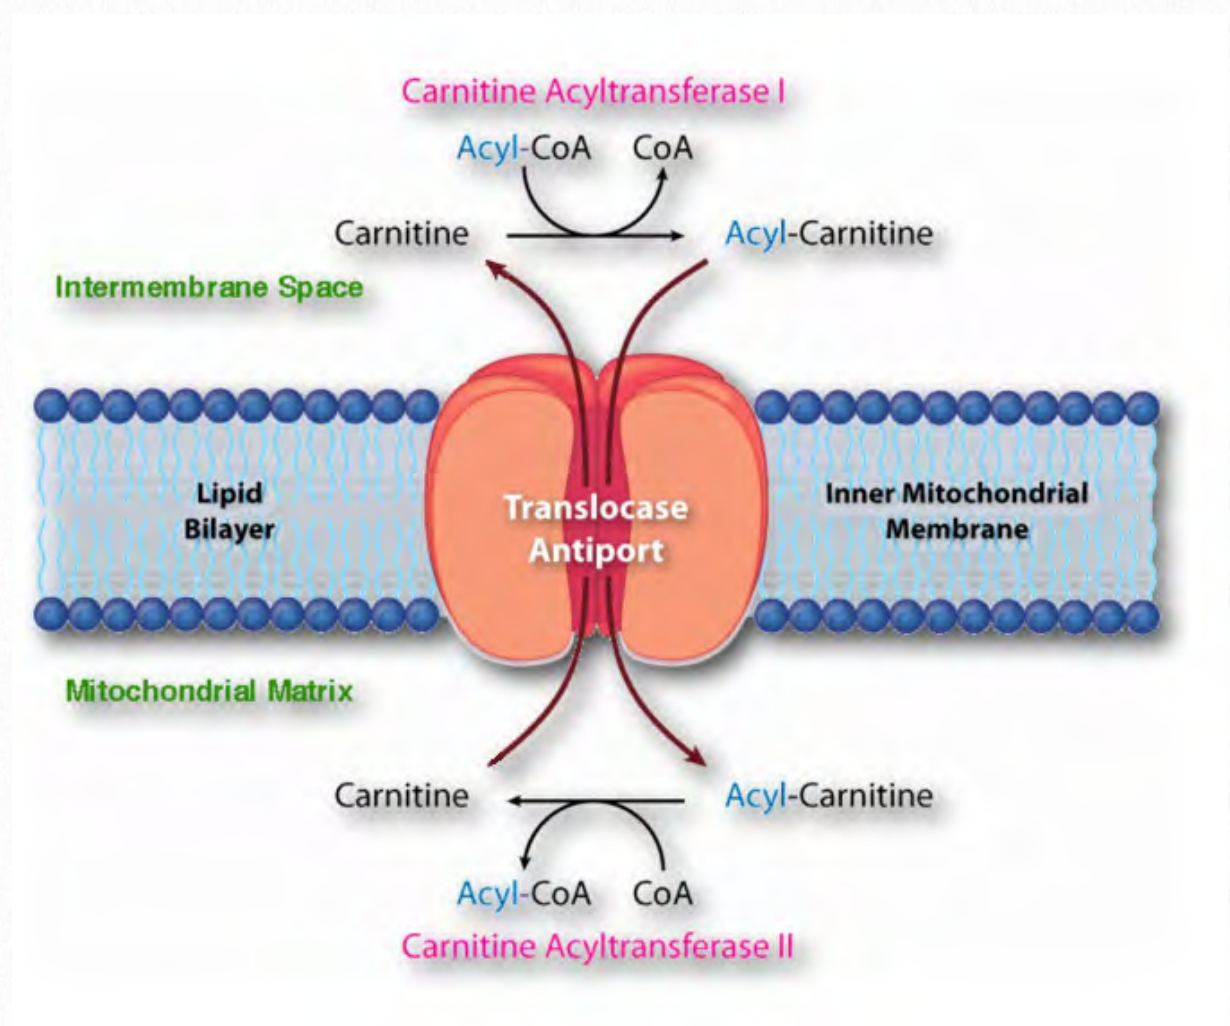 Carnitine Acyltransferase I
Acyl-CoA CoA
Carnitine Acyl-Carnitine
Intermembrane Space
Lipid
Bilayer
Translocase
Antiport
Inner Mitochondrial
Membrane
Mitochondrial Matrix
Carnitine Acyl-Carnitine
Acyl-CoA CoA
Carnitine Acyltransferase II